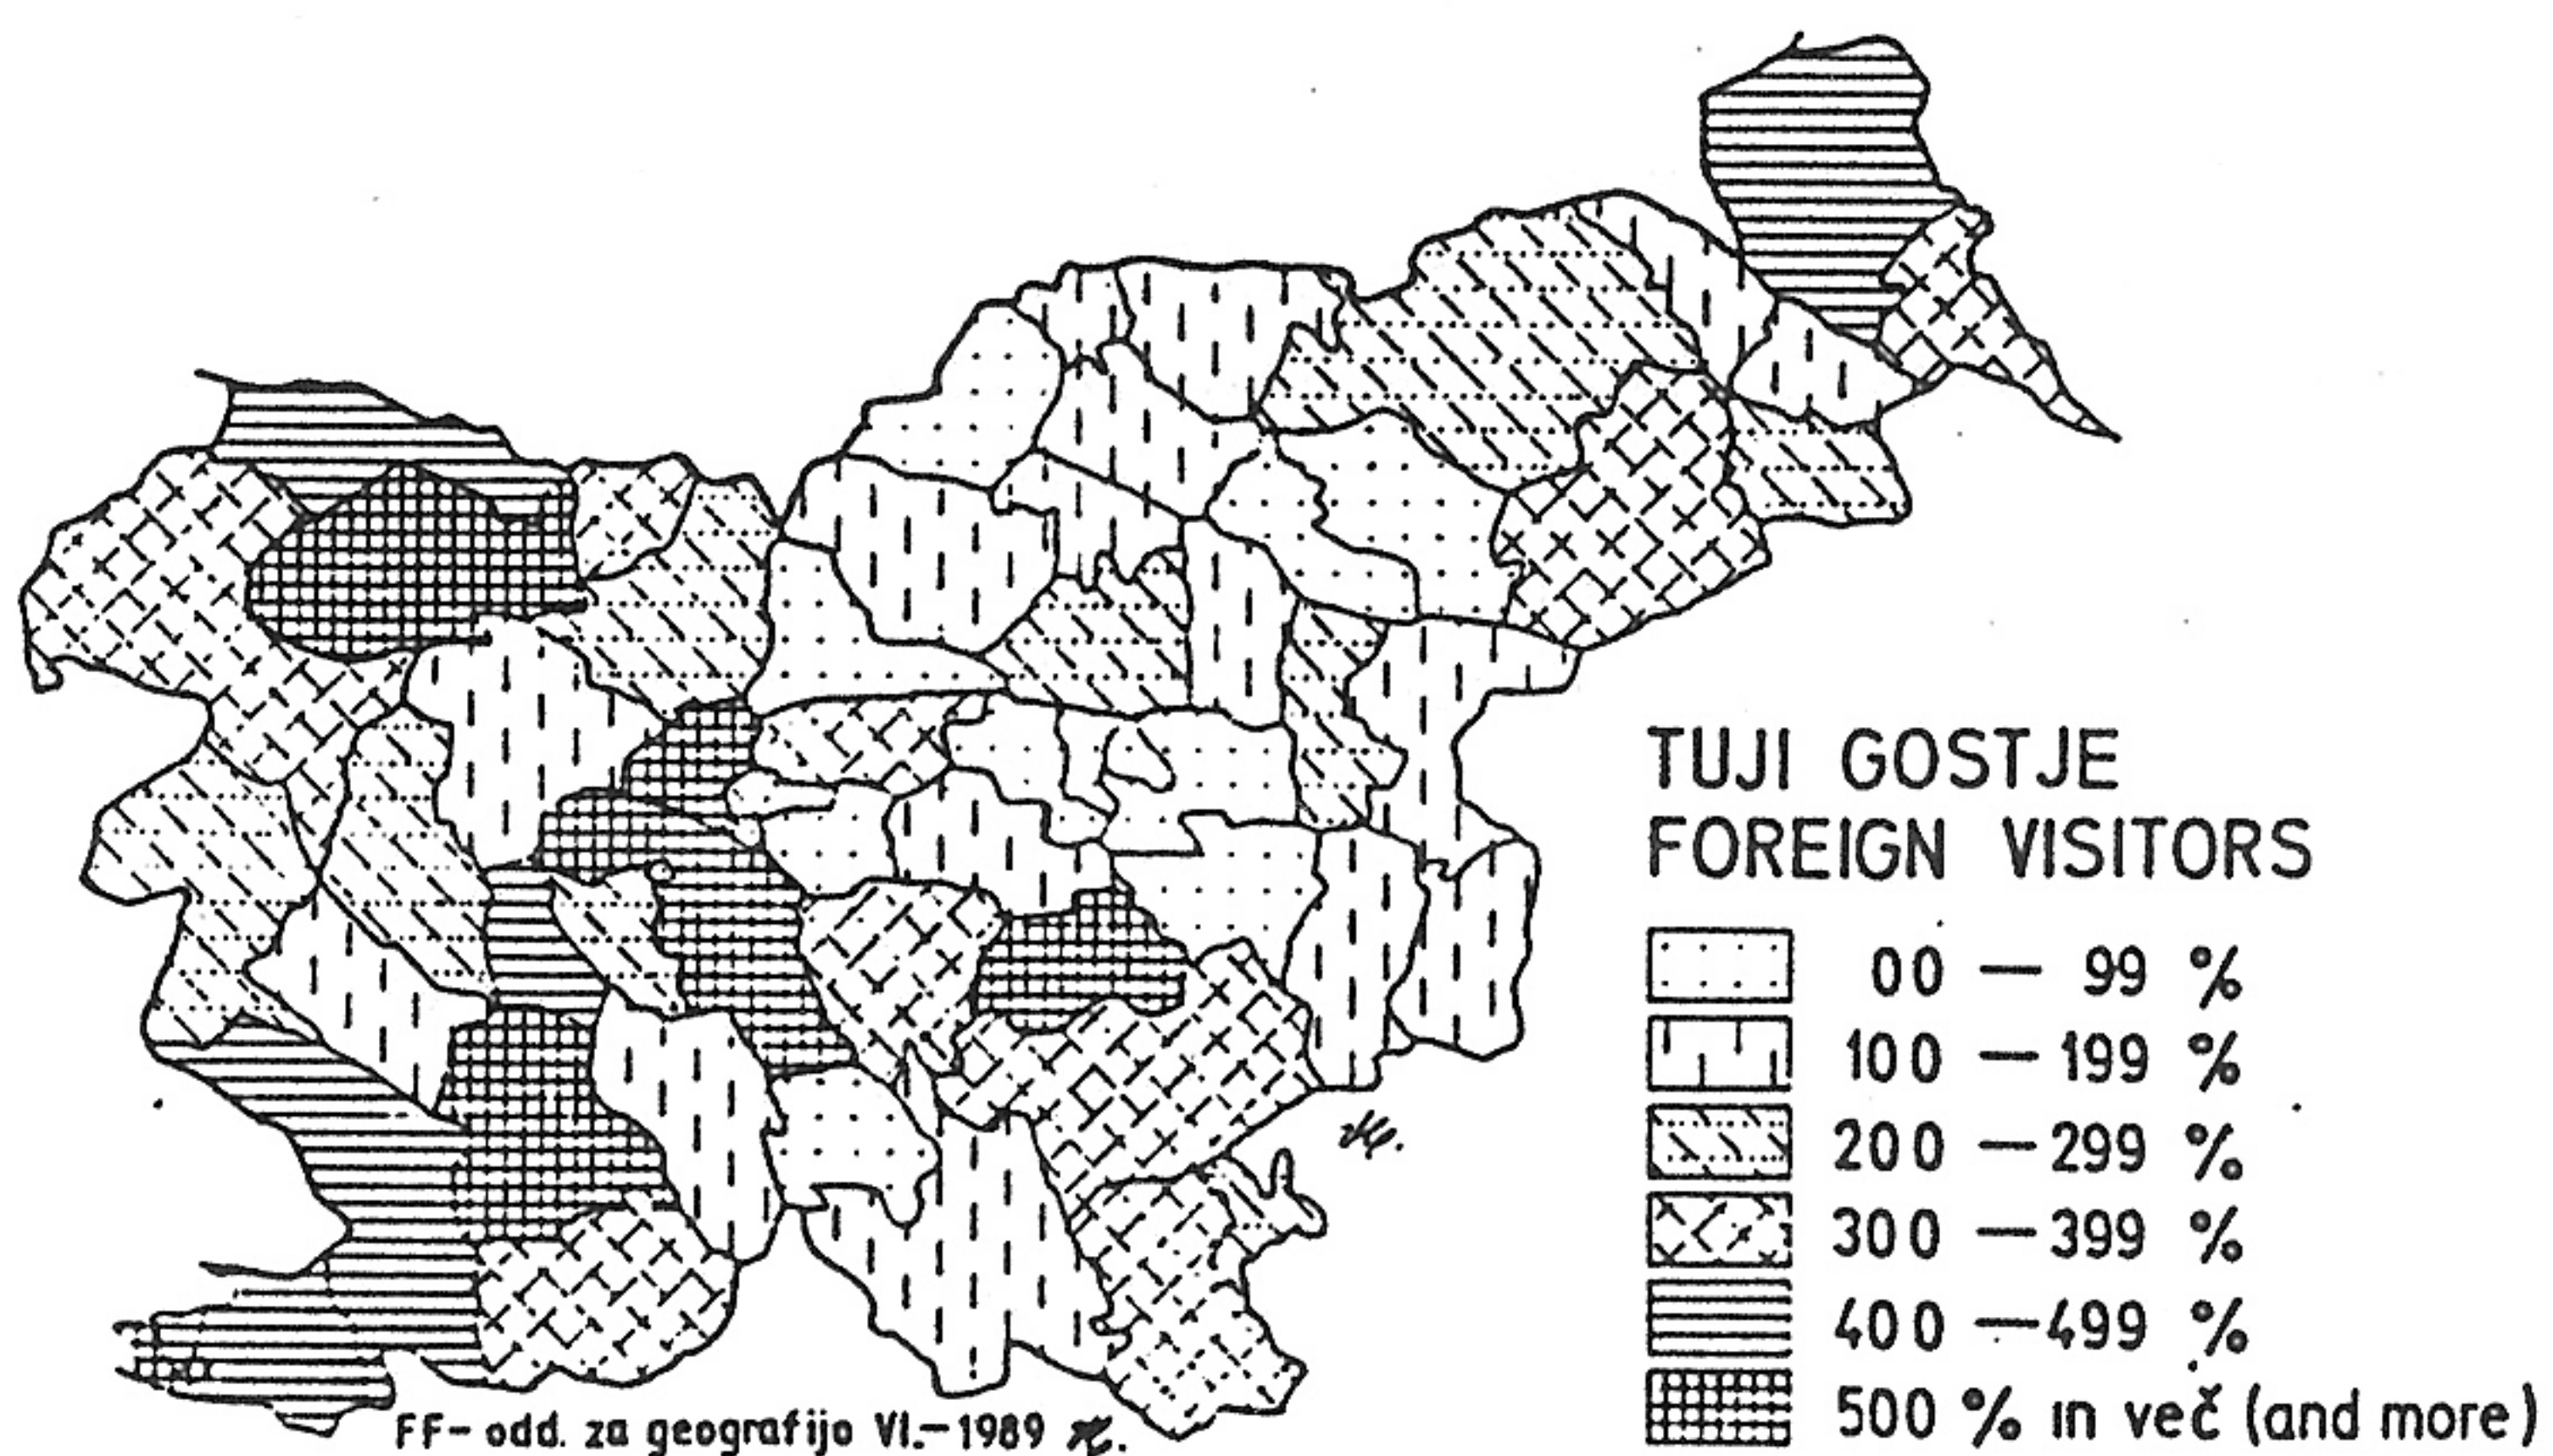 TUJI GOSTJE
FOREIGN VISITORS
00 — 99 %
100 — 199 %
200 — 299 %
300 — 399 %
400 — 499 %
500 % in več (and more)
FF- odd. za geografijo VI.-1989